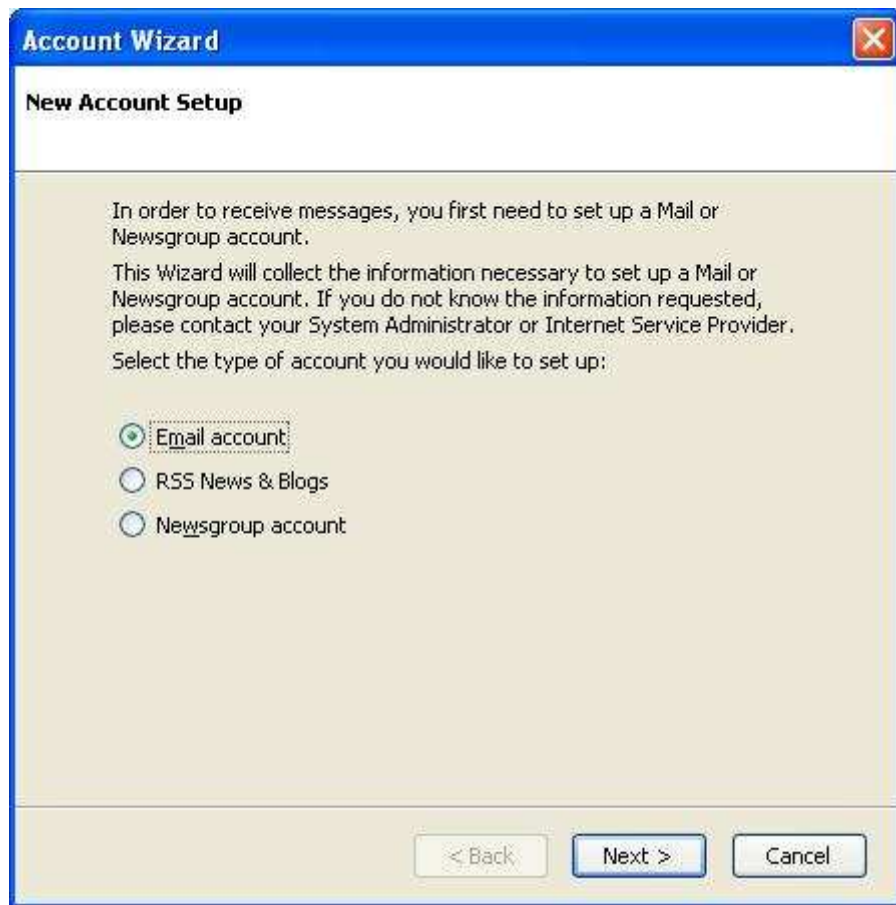 Account Wizard
New Account Setup
In order to receive messages, you first need to set up a Mail or
Newsgroup account.
This Wizard will collect the information necessary to set up a Mail or
Newsgroup account. If you do not know the information requested,
please contact your System Administrator or Internet Service Provider.
Select the type of account you would like to set up:
Email account
RSS News & Blogs
Newsgroup account
< Back
Next >
Cancel